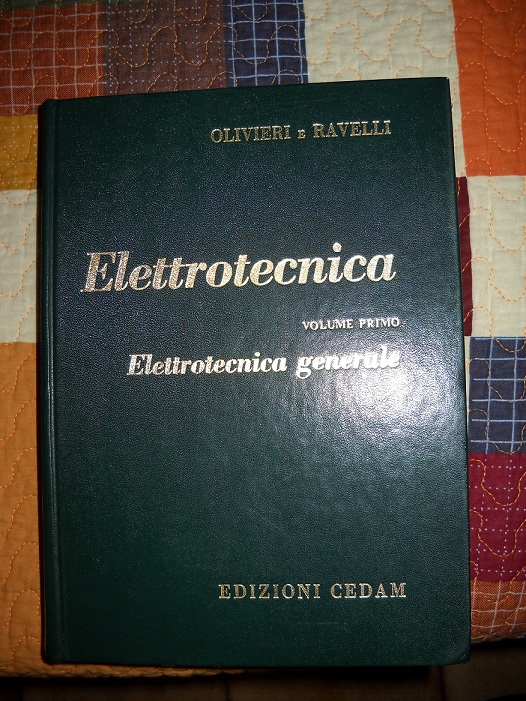 OLIVIERI E RAVELLI
Elettrotecnica
VOLUME PRIMO
Elettrotecnica generale
EDIZIONI CEDAM